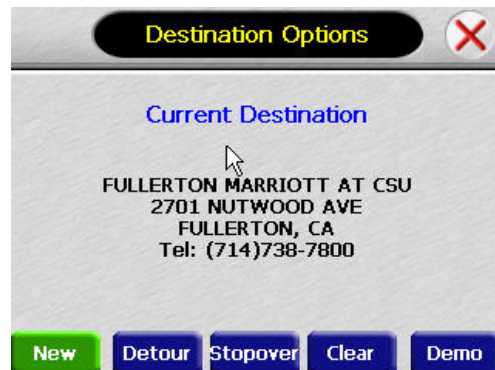 Destination Options
Current Destination
FULLERTON MARRIOTT AT CSU
2701 NUTWOOD AVE
FULLERTON, CA
Tel: (714)738-7800
New Detour Stopover Clear Demo